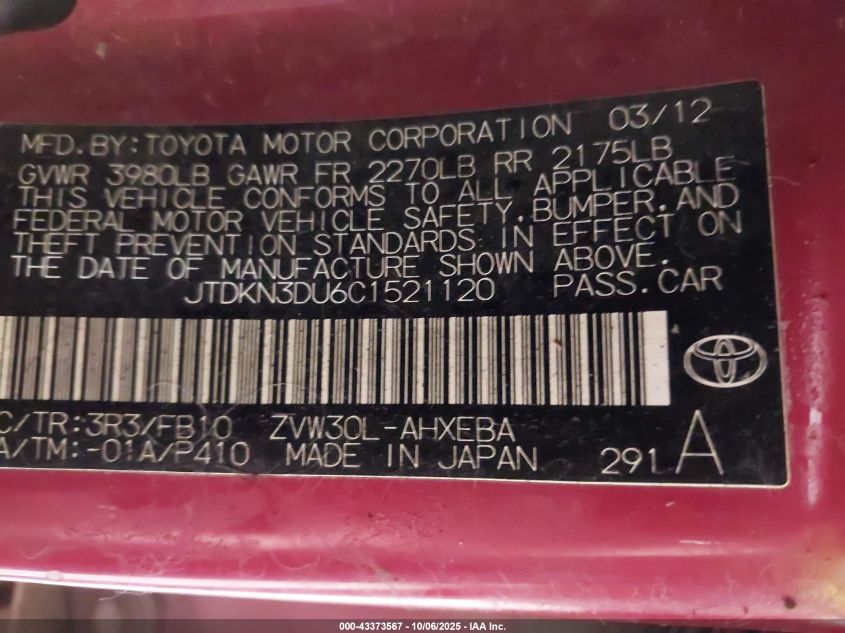 MFD. BY: TOYOTA MOTOR CORPORATION 03/12
GVWR 3980LB GAWR FR 2270LB RR 2175LB
THIS VEHICLE CONFORMS TO ALL APPLICABLE
FEDERAL MOTOR VEHICLE SAFETY, BUMPER, AND
THEFT PREVENTION STANDARDS IN EFFECT ON
THE DATE OF MANUFACTURE SHOWN ABOVE.
JTDKN3DU6C1521120 PASS. CAR
C/TR: 3R3/FB10 ZVW30L-AHXEBA
A/TM: -01A/P410 MADE IN JAPAN 291 A
000-43373567 - 10/06/2025 - IAA Inc.